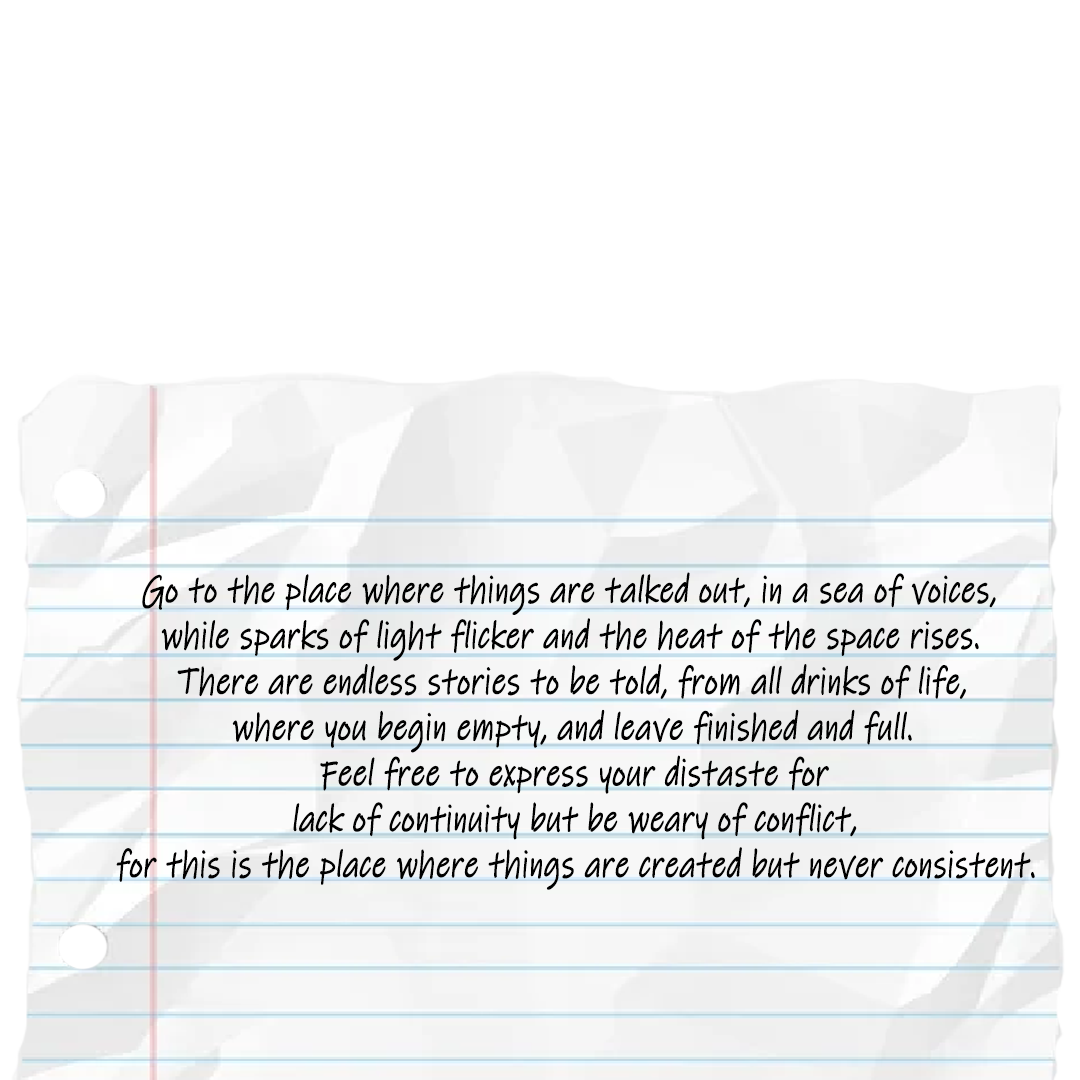 Go to the place where things are talked out, in a sea of voices,
while sparks of light flicker and the heat of the space rises.
There are endless stories to be told, from all drinks of life,
where you begin empty, and leave finished and full.
Feel free to express your distaste for
lack of continuity but be weary of conflict,
for this is the place where things are created but never consistent.